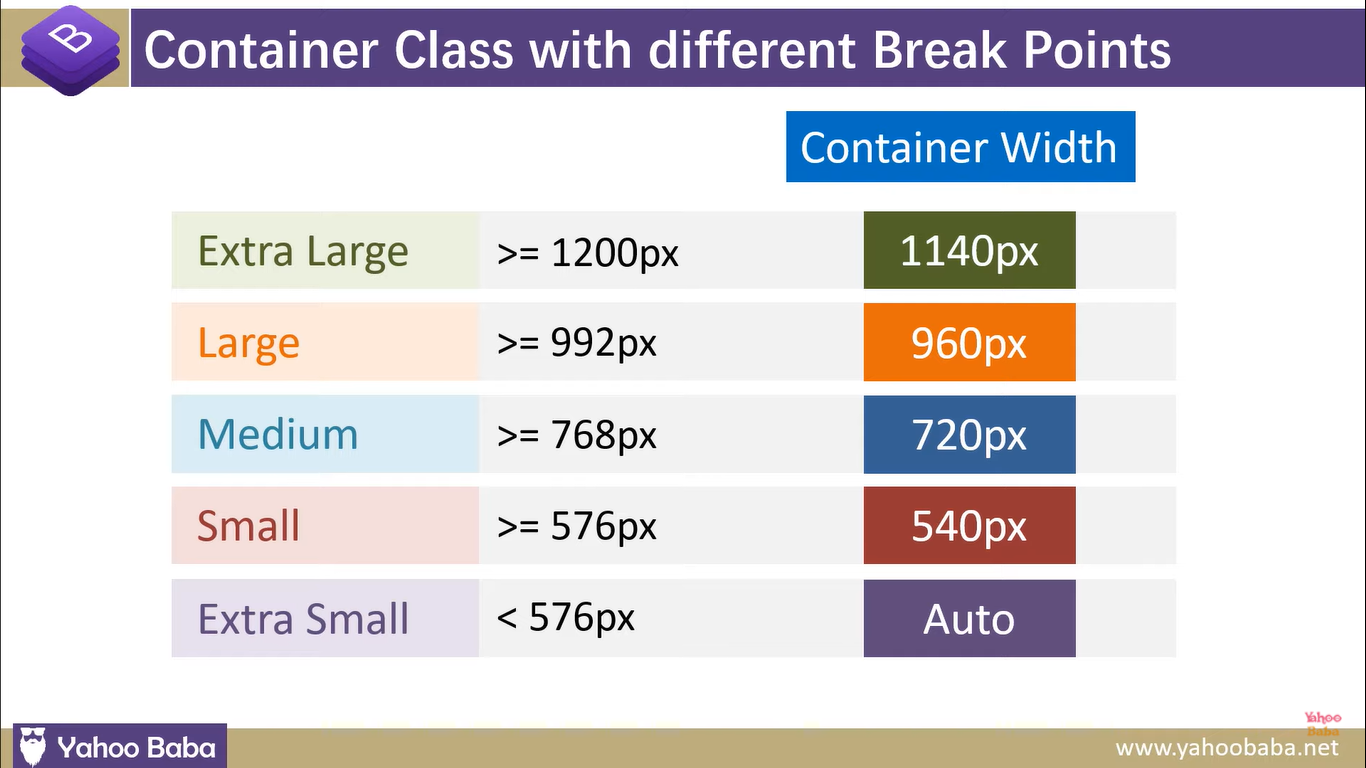 B
Container Class with different Break Points
Container Width
Extra Large >= 1200px 1140px
Large >= 992px 960px
Medium >= 768px 720px
Small >= 576px 540px
Extra Small < 576px Auto
Yahoo
Baba
Yahoo Baba
www.yahoobaba.net